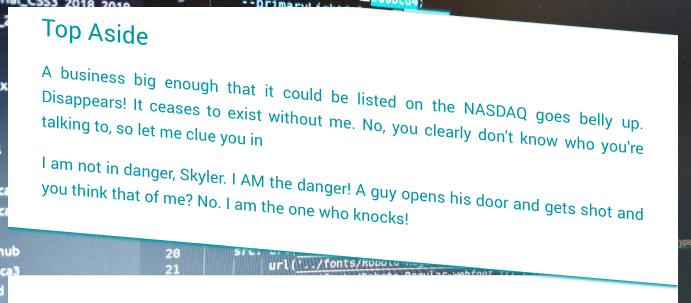 Top Aside
A business big enough that it could be listed on the NASDAQ goes belly up.
Disappears! It ceases to exist without me. No, you clearly don't know who you're
talking to, so let me clue you in
I am not in danger, Skyler. I AM the danger! A guy opens his door and gets shot and
you think that of me? No. I am the one who knocks!
20
21
url('../fonts/Roboto